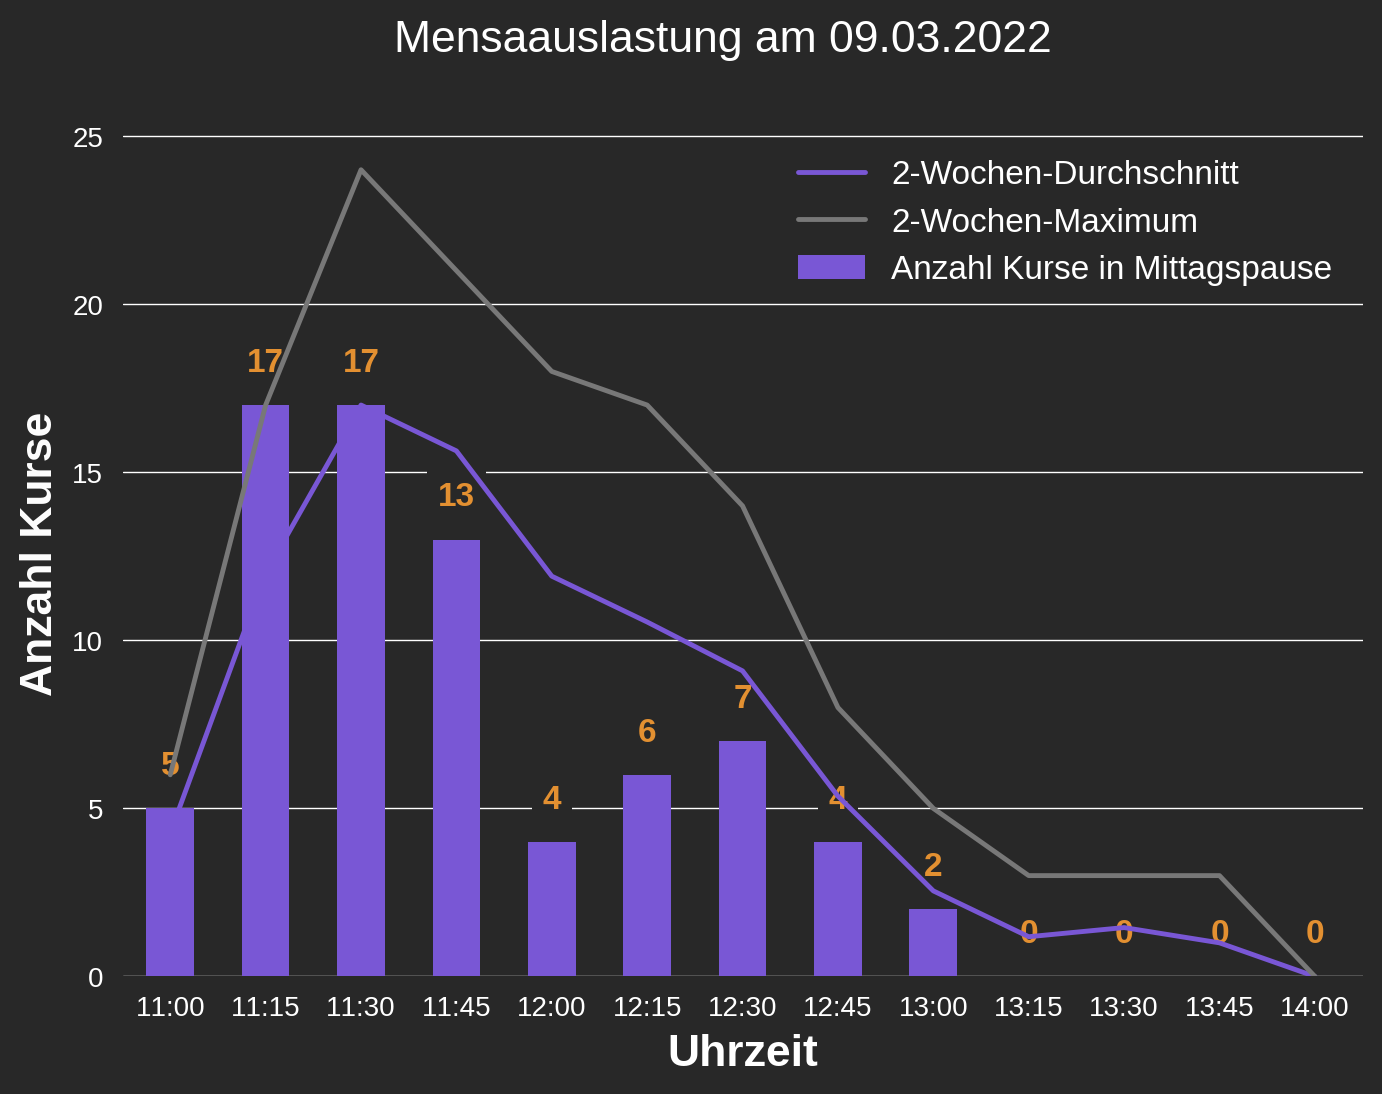 Mensaauslastung am 09.03.2022
25
2-Wochen-Durchschnitt
2-Wochen-Maximum
Anzahl Kurse in Mittagspause
20
17
17
15
13
10
7
6
5
5
4
4
2
0
0
0
0
0
Anzahl Kurse
11:00 11:15 11:30 11:45 12:00 12:15 12:30 12:45 13:00 13:15 13:30 13:45 14:00
Uhrzeit